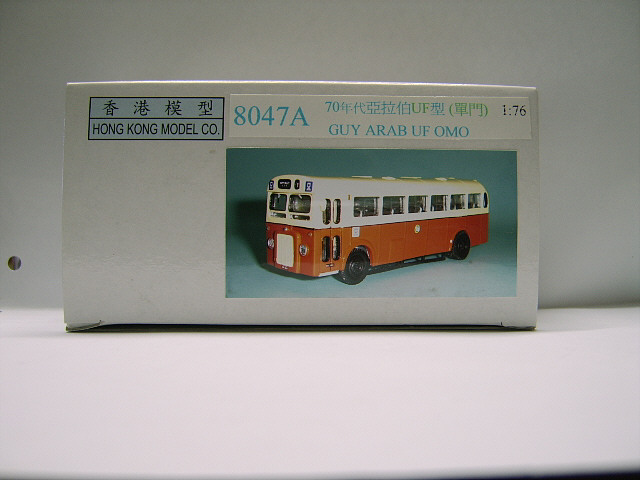 香港模型
HONG KONG MODEL CO.
8047A
70年代亞拉伯UF型 (單門)
GUY ARAB UF OMO
1:76